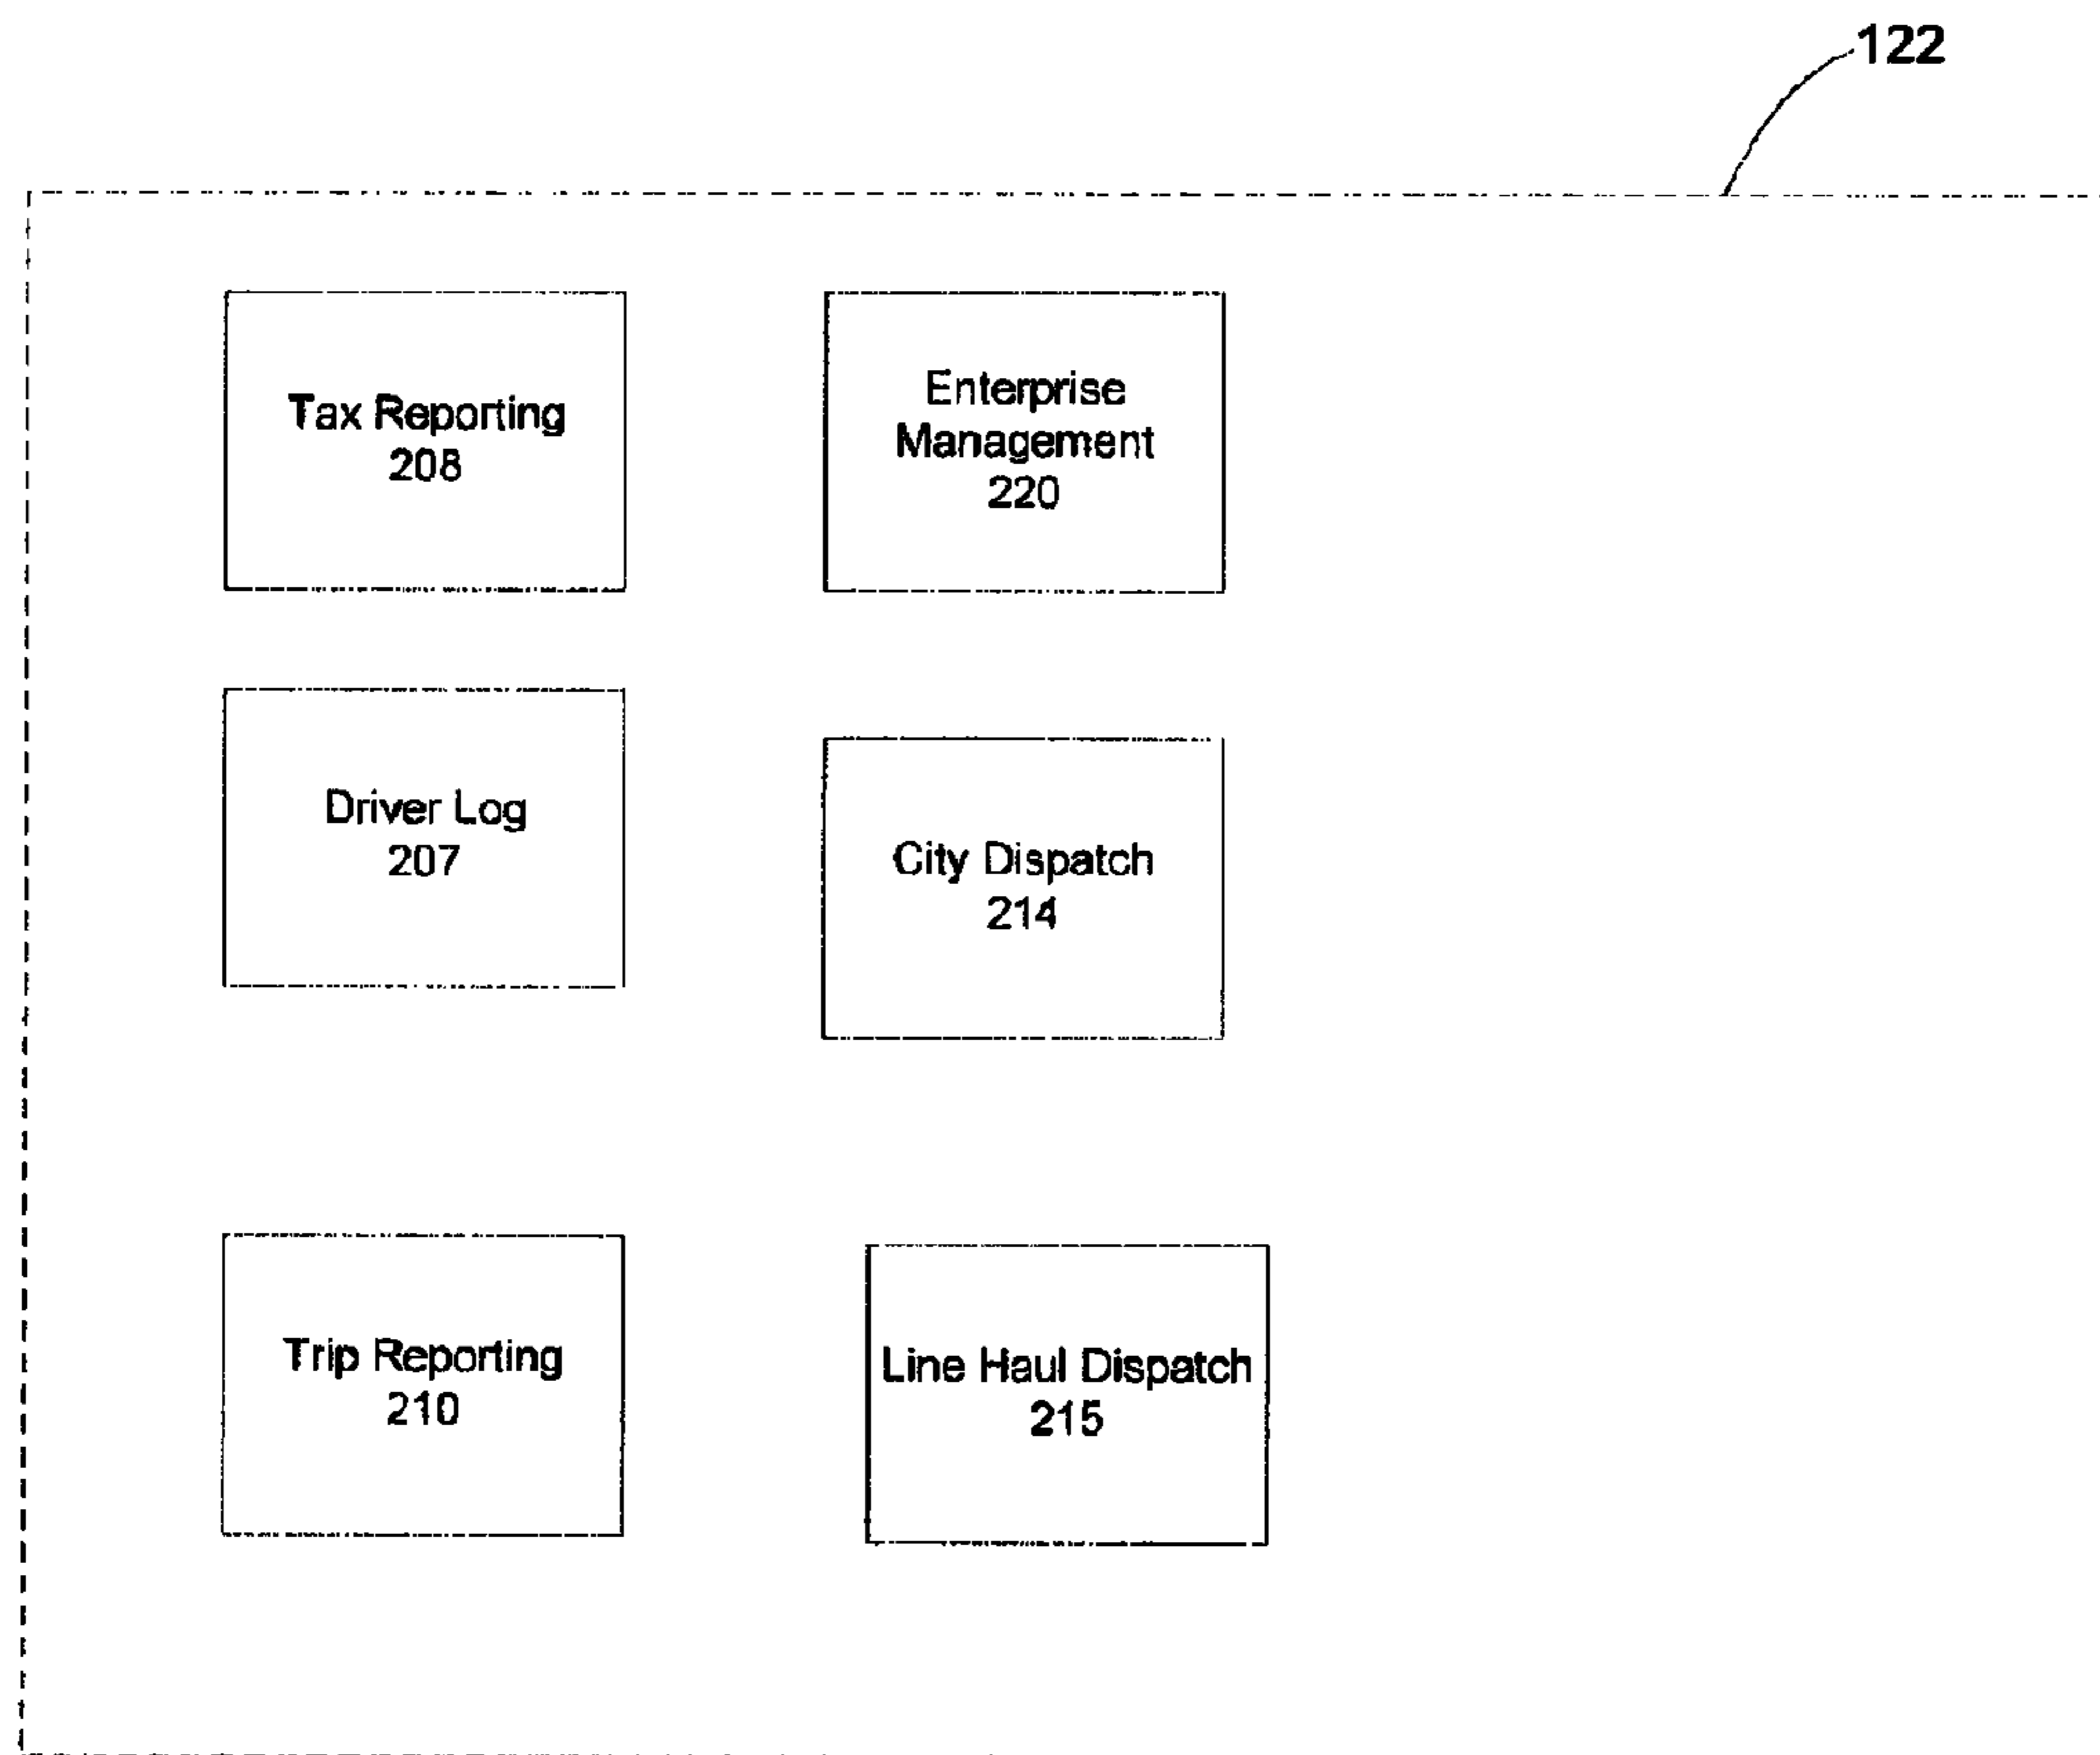 122
Tax Reporting
208
Enterprise
Management
220
Driver Log
207
City Dispatch
214
Trip Reporting
210
Line Haul Dispatch
215